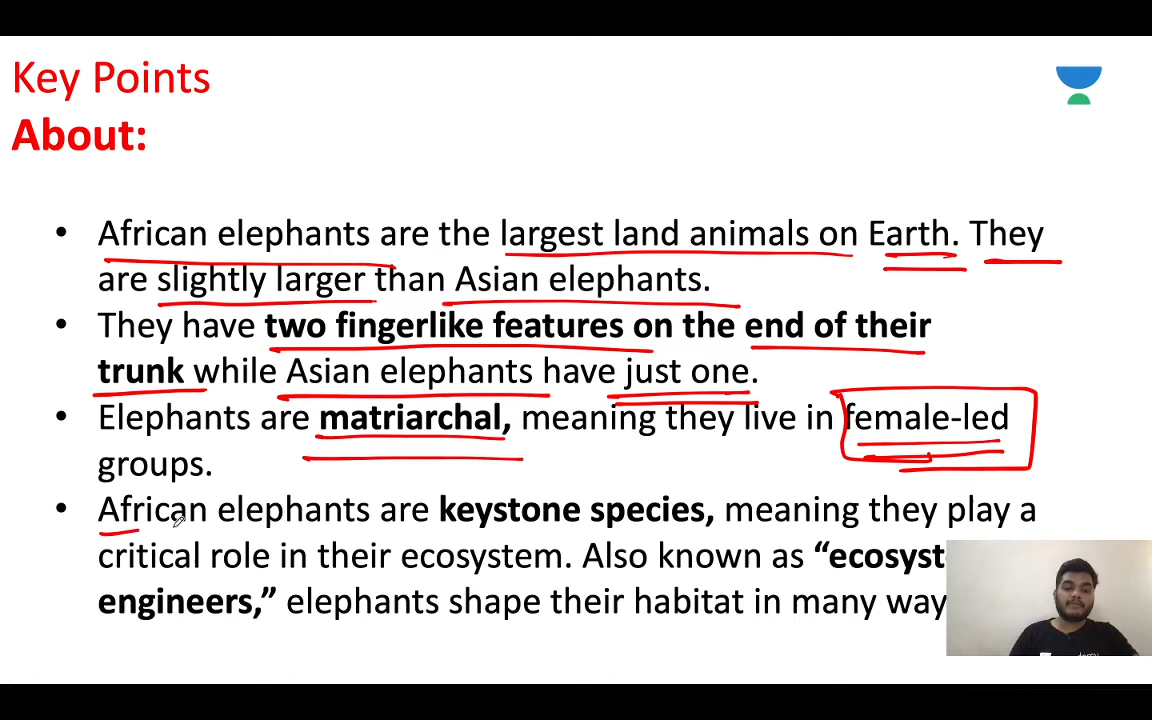 Key Points
About:
• African elephants are the largest land animals on Earth. They
are slightly larger than Asian elephants.
• They have two fingerlike features on the end of their
trunk while Asian elephants have just one.
• Elephants are matriarchal, meaning they live in female-led
groups.
• African elephants are keystone species, meaning they play a
critical role in their ecosystem. Also known as
engineers,” elephants shape their habitat in many